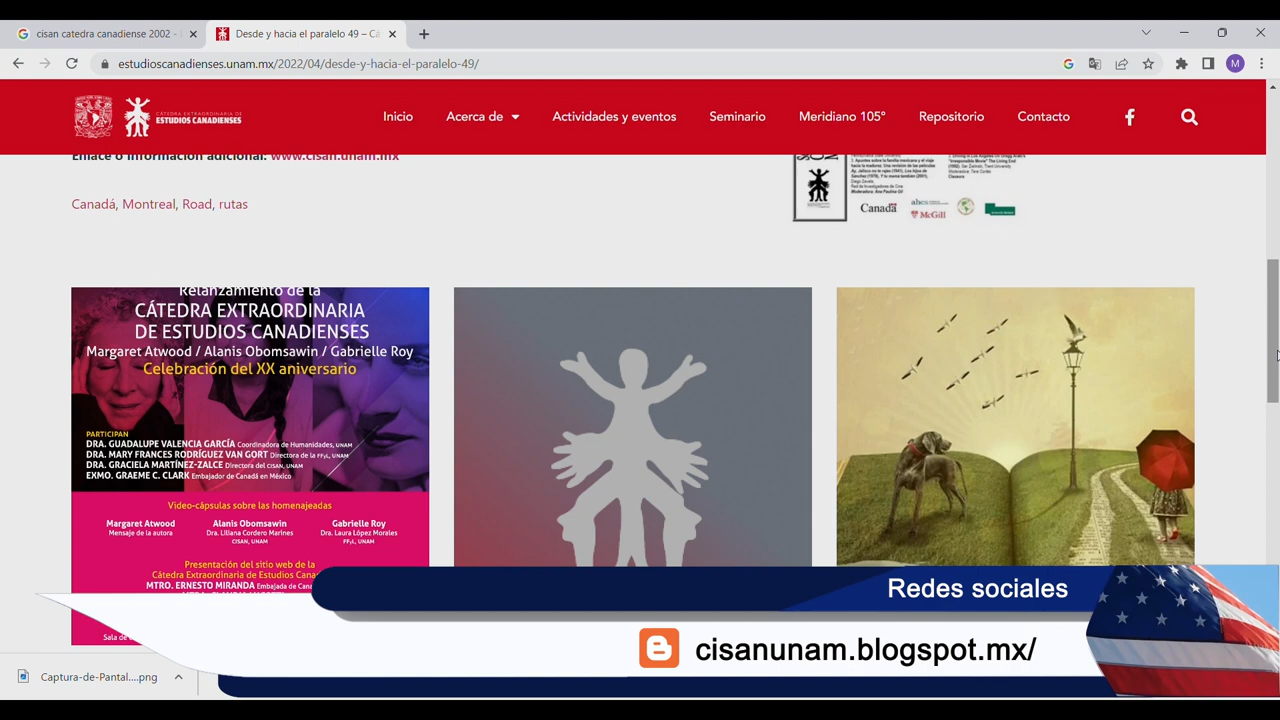 cisan catedra canadiense 2002 -
Desde y hacia el paralelo 49 – Cá
estudioscanadienses.unam.mx/2022/04/desde-y-hacia-el-paralelo-49/
M
CÁTEDRA EXTRAORDINARIA DE
ESTUDIOS CANADIENSES
Inicio
Acerca de
Actividades y eventos
Seminario
Meridiano 105°
Repositorio
Contacto
Enlace o información adicional: www.cisan.unam.mx
Canadá, Montreal, Road, rutas
Canadá
McGill
Relanzamiento de la
CÁTEDRA EXTRAORDINARIA
DE ESTUDIOS CANADIENSES
Margaret Atwood / Alanis Obomsawin / Gabrielle Roy
Celebración del XX aniversario
PARTICIPAN
DRA. GUADALUPE VALENCIA GARCÍA Coordinadora de Humanidades, UNAM
DRA. MARY FRANCES RODRÍGUEZ VAN GORT Directora de la FFyL, UNAM
DRA. GRACIELA MARTÍNEZ-ZALCE Directora del CISAN, UNAM
EXMO. GRAEME C. CLARK Embajador de Canadá en México
Video-cápsulas sobre las homenajeadas
Margaret Atwood
Mensaje de la autora
Alanis Obomsawin
Dra. Liliana Cordero Marines
CISAN, UNAM
Gabrielle Roy
Dra. Laura López Morales
FFyL, UNAM
Presentación del sitio web de la
Cátedra Extraordinaria de Estudios Cana
MTRO. ERNESTO MIRANDA Embajada de Cana
Sala de
Redes sociales
cisanunam.blogspot.mx/
Captura-de-Pantal....png